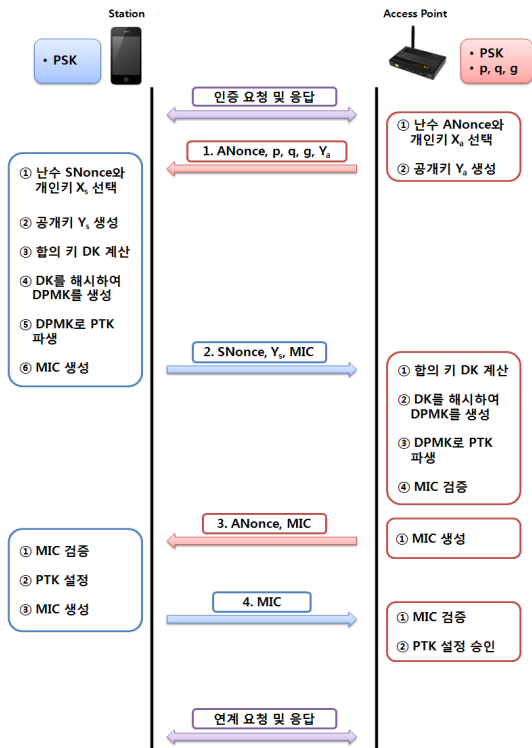 Station
Access Point
• PSK
• PSK
• p, q, g
인증 요청 및 응답
① 난수 ANonce와
개인키 Xa 선택
② 공개키 Ya 생성
1. ANonce, p, q, g, Ya
① 난수 SNonce와
개인키 Xs 선택
② 공개키 Ys 생성
③ 합의 키 DK 계산
④ DK를 해시하여
DPMK를 생성
⑤ DPMK로 PTK
파생
⑥ MIC 생성
2. SNonce, Ys, MIC
① 합의 키 DK 계산
② DK를 해시하여
DPMK를 생성
③ DPMK로 PTK
파생
④ MIC 검증
3. ANonce, MIC
① MIC 생성
① MIC 검증
② PTK 설정
③ MIC 생성
4. MIC
① MIC 검증
② PTK 설정 승인
연계 요청 및 응답